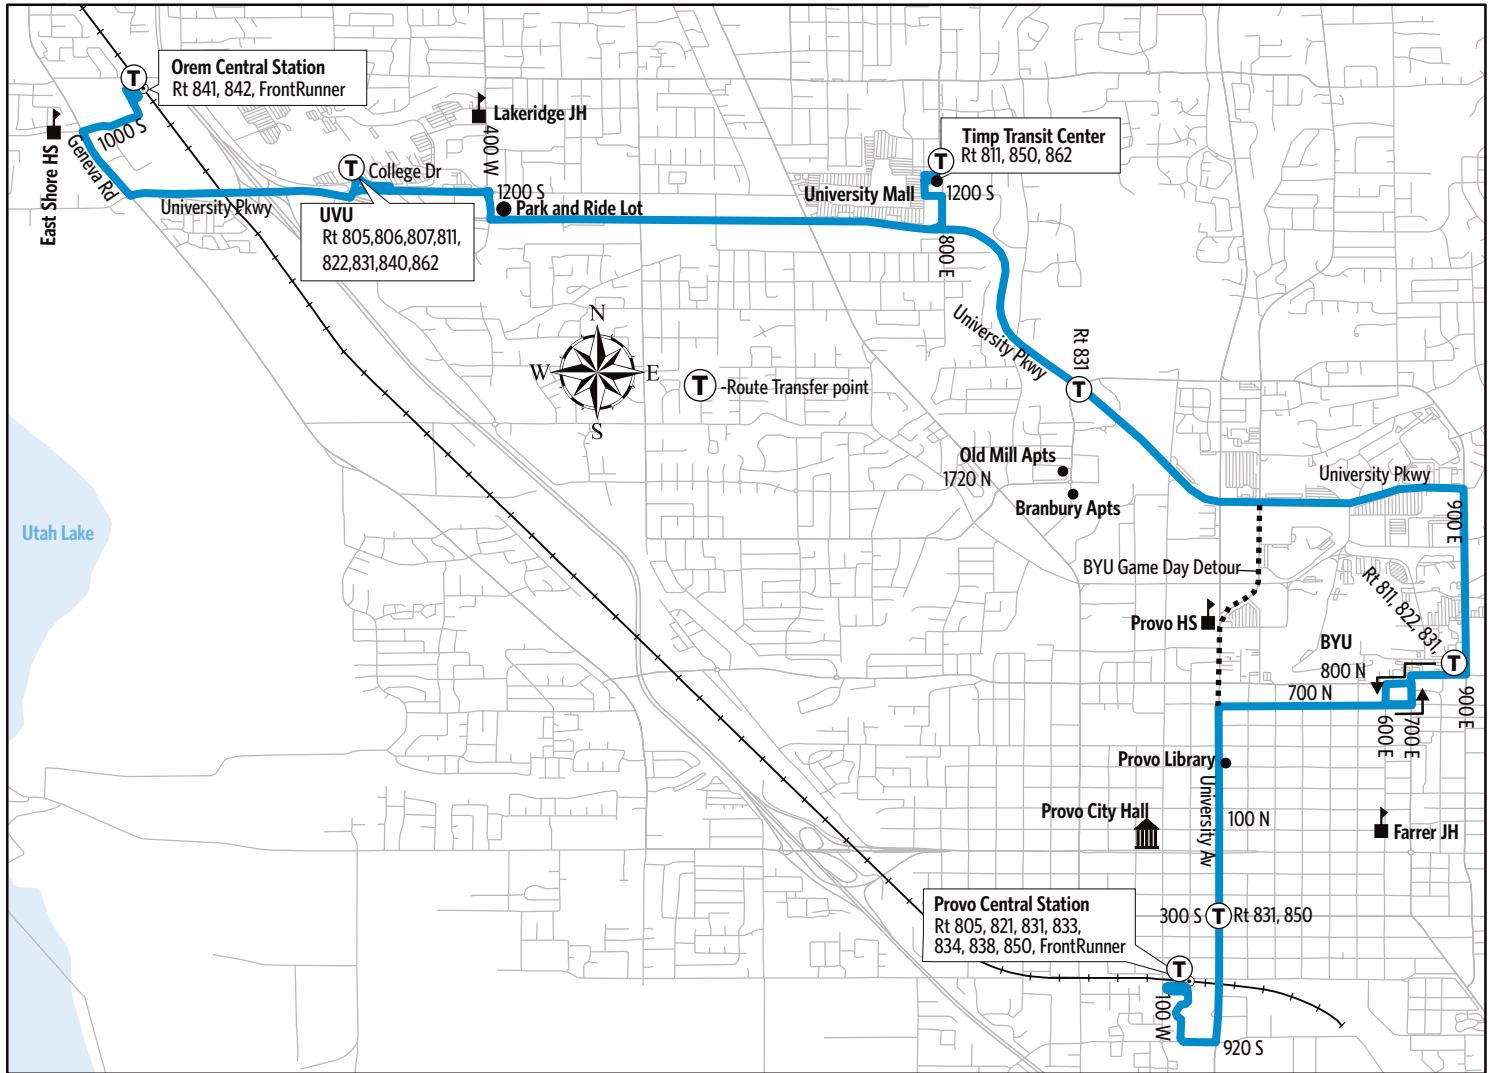 Orem Central Station
Rt 841, 842, FrontRunner
1000 S
East Shore HS
Geneva Rd
University Pkwy
College Dr
UVU
Rt 805,806,807,811,
822,831,840,862
Lakeridge JH
400 W
1200 S
Park and Ride Lot
Timp Transit Center
Rt 811, 850, 862
University Mall
1200 S
800 E
University Pkwy
Rt 831
T
T
T
T
N
W
E
S
T
-Route Transfer point
Old Mill Apts
1720 N
Branbury Apts
University Pkwy
900 E
Utah Lake
BYU Game Day Detour
Rt 811, 822, 831,
Provo HS
BYU
800 N
T
700 N
600 E
700 E
900 E
Provo Library
University Av
Provo City Hall
100 N
Farrer JH
Provo Central Station
Rt 805, 821, 831, 833,
834, 838, 850, FrontRunner
300 S
T
Rt 831, 850
T
100 W
920 S